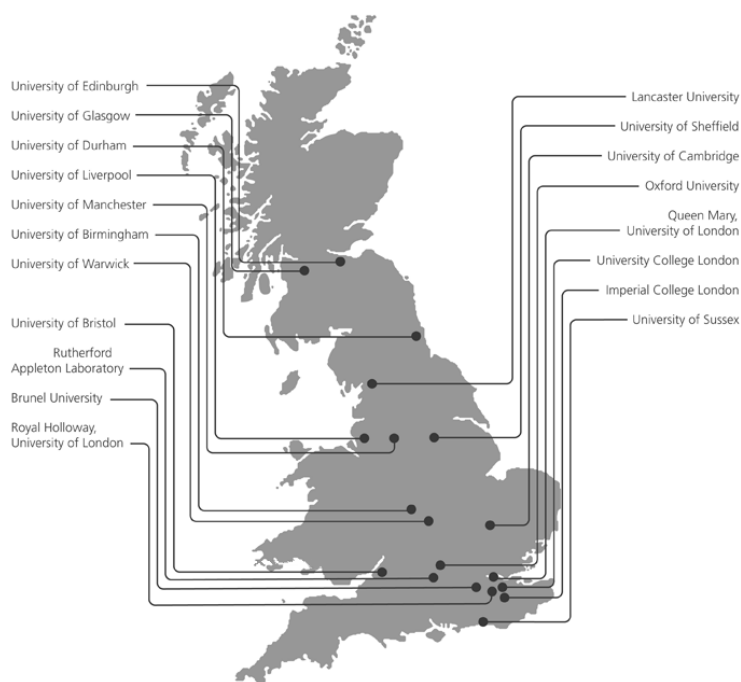 University of Edinburgh
University of Glasgow
University of Durham
University of Liverpool
University of Manchester
University of Birmingham
University of Warwick
University of Bristol
Rutherford
Appleton Laboratory
Brunel University
Royal Holloway,
University of London
Lancaster University
University of Sheffield
University of Cambridge
Oxford University
Queen Mary,
University of London
University College London
Imperial College London
University of Sussex